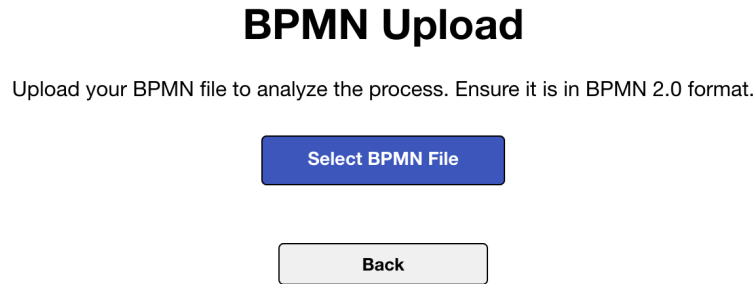 BPMN Upload
Upload your BPMN file to analyze the process. Ensure it is in BPMN 2.0 format.
Select BPMN File
Back